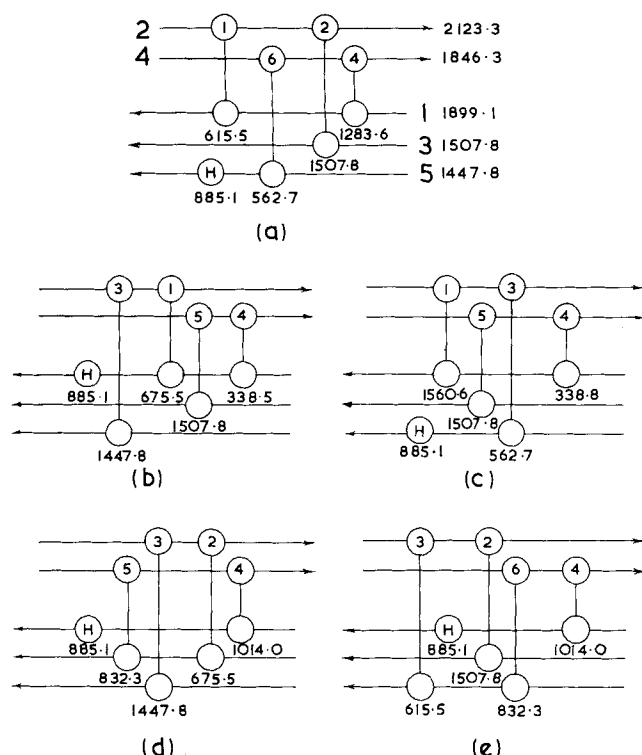 2 1 2 2123·3
4 6 4 1846·3
1 1899·1
615·5 1283·6
3 1507·8
1507·8
H 5 1447·8
885·1 562·7
(a)
3 1
5 4
H
885·1 675·5 338·5
1507·8
1447·8
(b)
1 3
5 4
1560·6 338·8
1507·8
H
885·1 562·7
(c)
3 2
5 4
H
885·1 1014·0
832·3 675·5
1447·8
(d)
3 2
6 4
H
885·1 1014·0
1507·8
615·5 832·3
(e)